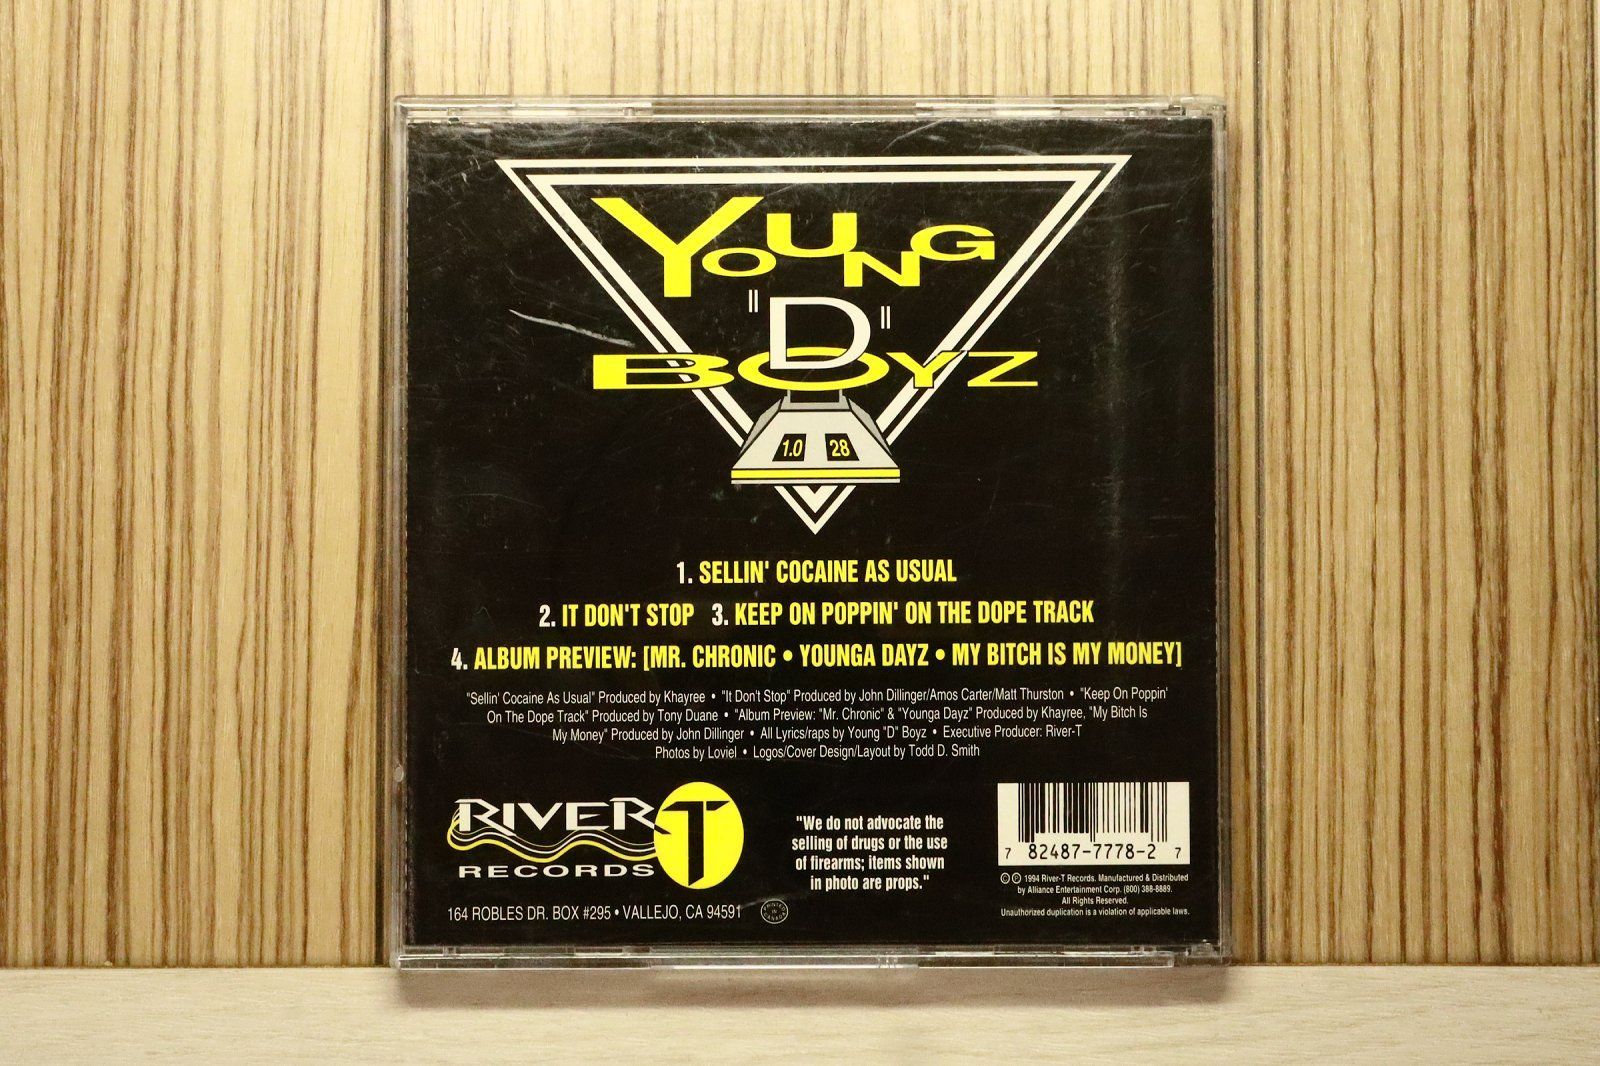 YOUNG
"D"
BOYZ
1.0 28
1. SELLIN' COCAINE AS USUAL
2. IT DON'T STOP 3. KEEP ON POPPIN' ON THE DOPE TRACK
4. ALBUM PREVIEW: [MR. CHRONIC • YOUNGA DAYZ • MY BITCH IS MY MONEY]
"Sellin' Cocaine As Usual" Produced by Khayree • "It Don't Stop" Produced by John Dillinger/Amos Carter/Matt Thurston • "Keep On Poppin'
On The Dope Track" Produced by Tony Duane • "Album Preview: "Mr. Chronic" & "Younga Dayz" Produced by Khayree, "My Bitch Is
My Money" Produced by John Dillinger • All Lyrics/raps by Young "D" Boyz • Executive Producer: River-T
Photos by Loviel • Logos/Cover Design/Layout by Todd D. Smith
RIVER T
RECORDS
164 ROBLES DR. BOX #295 • VALLEJO, CA 94591
PRINTED IN CANADA
"We do not advocate the
selling of drugs or the use
of firearms; items shown
in photo are props."
7 82487-7778-2 7
© ℗ 1994 River-T Records. Manufactured & Distributed
by Alliance Entertainment Corp. (800) 388-8889.
All Rights Reserved.
Unauthorized duplication is a violation of applicable laws.